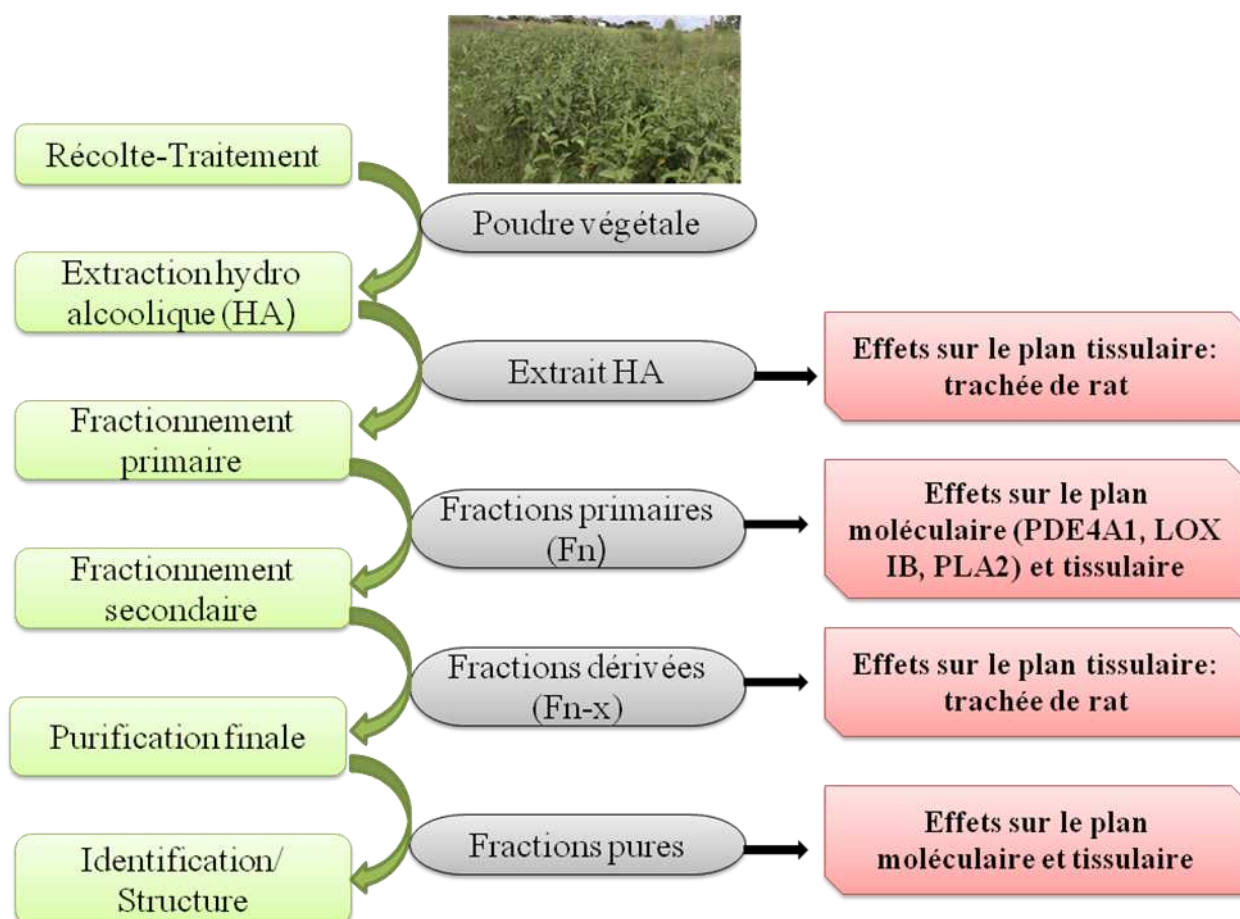 Récolte-Traitement
Poudre végétale
Extraction hydro
alcoolique (HA)
Extrait HA
Effets sur le plan tissulaire:
trachée de rat
Fractionnement
primaire
Fractions primaires
(Fn)
Effets sur le plan
moléculaire (PDE4A1, LOX
IB, PLA2) et tissulaire
Fractionnement
secondaire
Fractions dérivées
(Fn-x)
Effets sur le plan tissulaire:
trachée de rat
Purification finale
Fractions pures
Effets sur le plan
moléculaire et tissulaire
Identification/
Structure